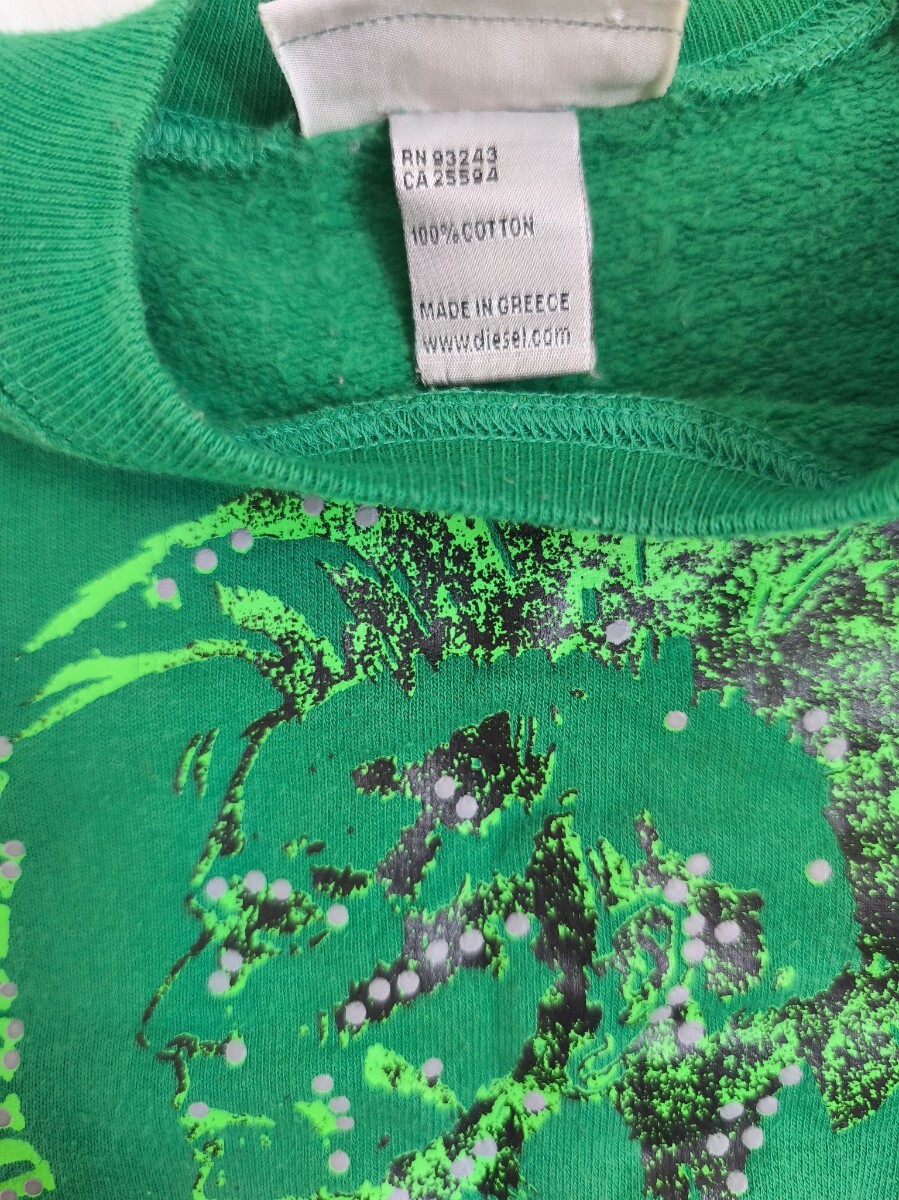 RN 93243
CA 25594
100% COTTON
MADE IN GREECE
www.diesel.com